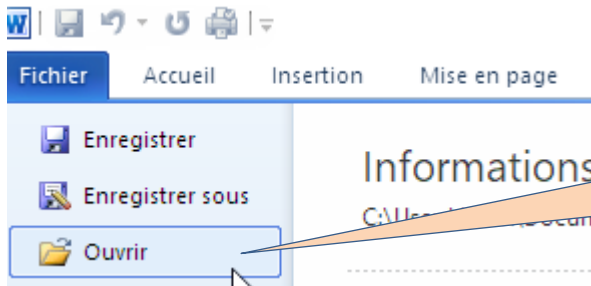 W
Fichier Accueil Insertion Mise en page
Enregistrer
Enregistrer sous
Ouvrir
Informations